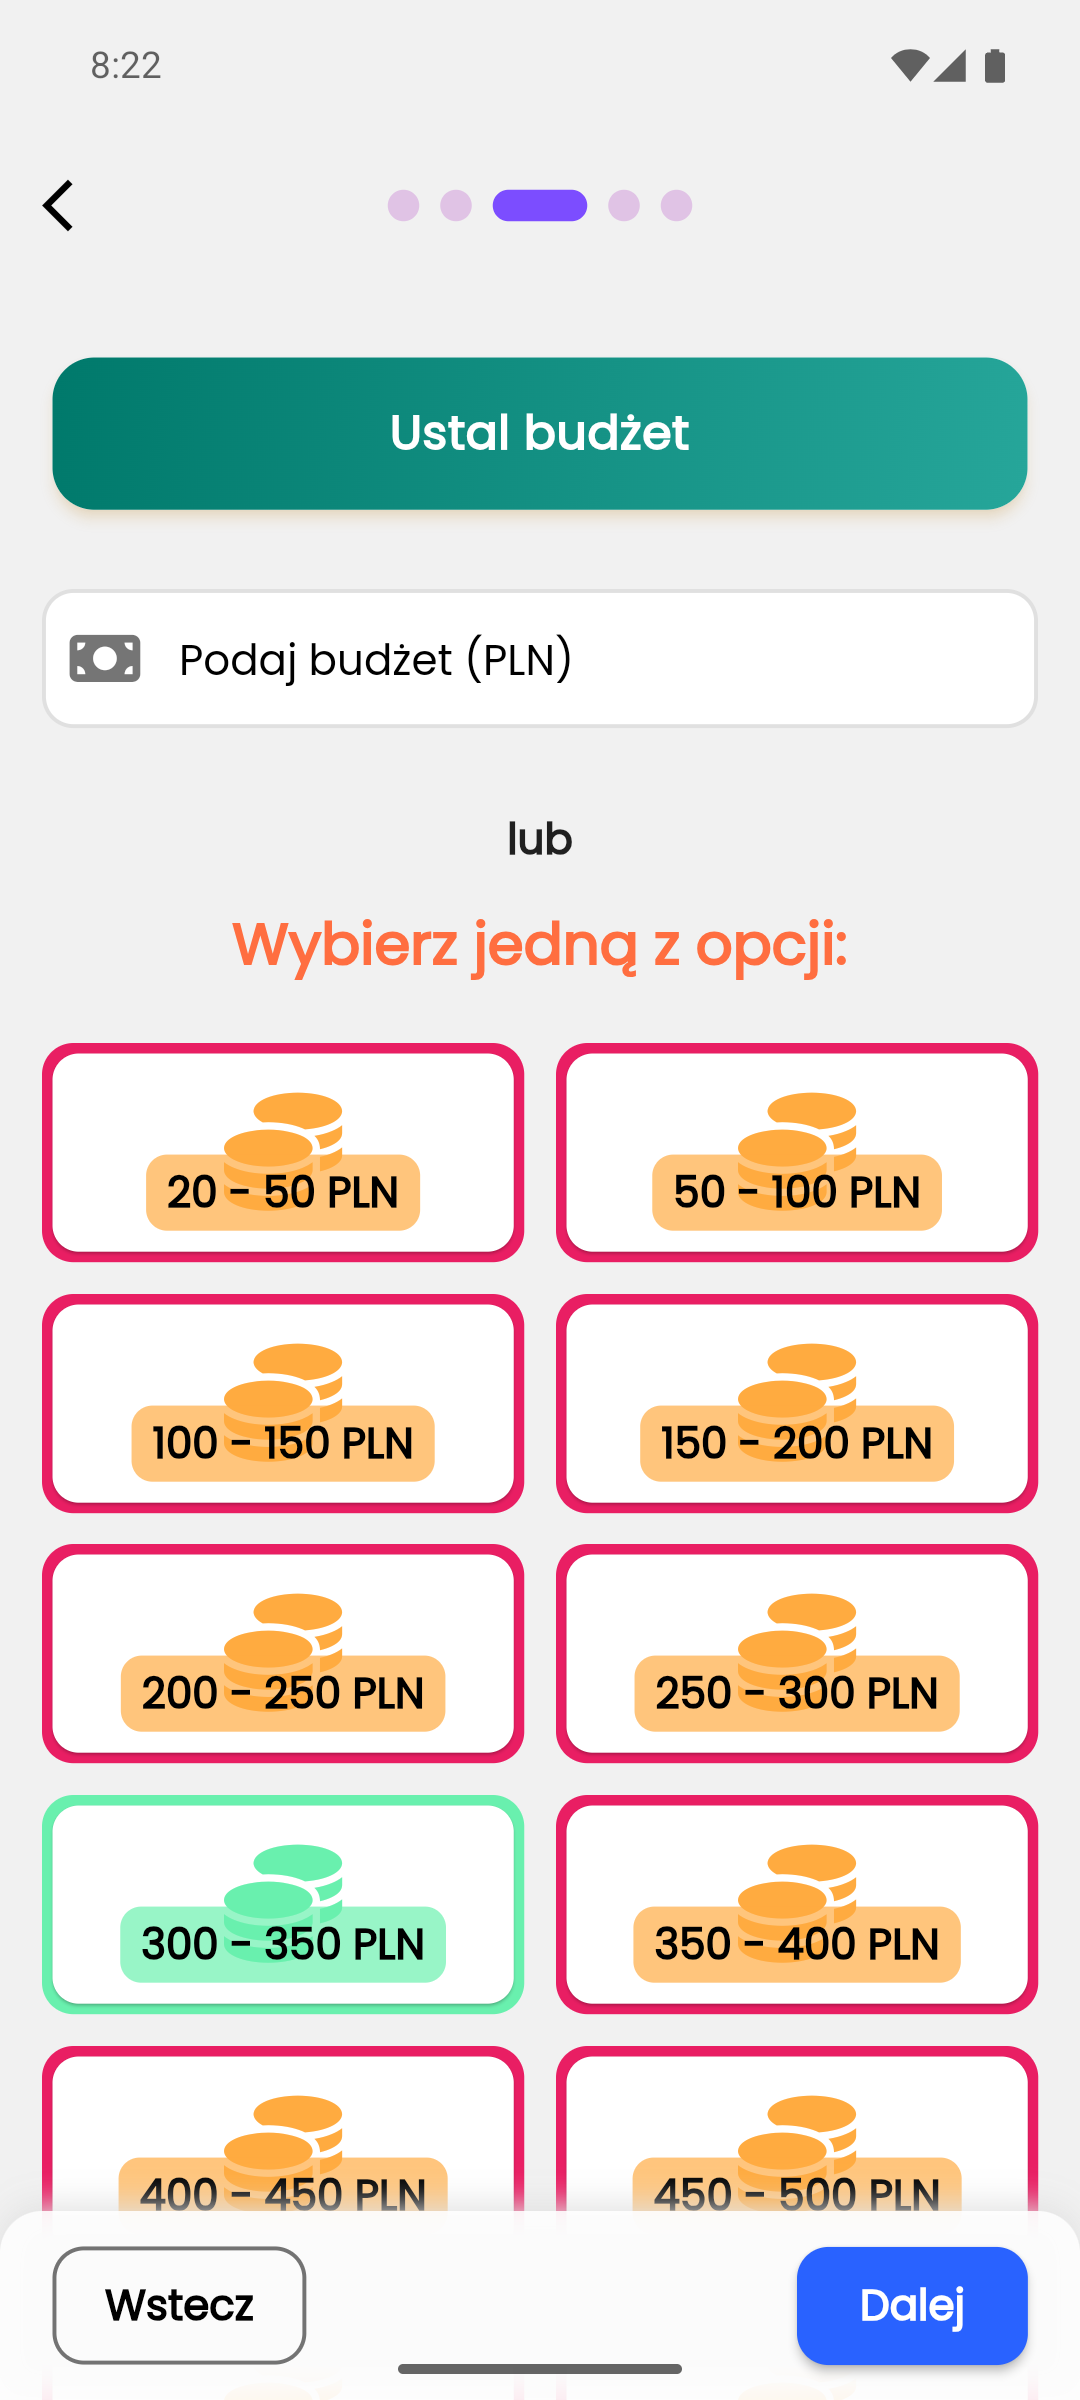 8:22
Ustal budżet
Podaj budżet (PLN)
lub
Wybierz jedną z opcji:
20 - 50 PLN
50 - 100 PLN
100 - 150 PLN
150 - 200 PLN
200 - 250 PLN
250 - 300 PLN
300 - 350 PLN
350 - 400 PLN
400 - 450 PLN
450 - 500 PLN
Wstecz
Dalej